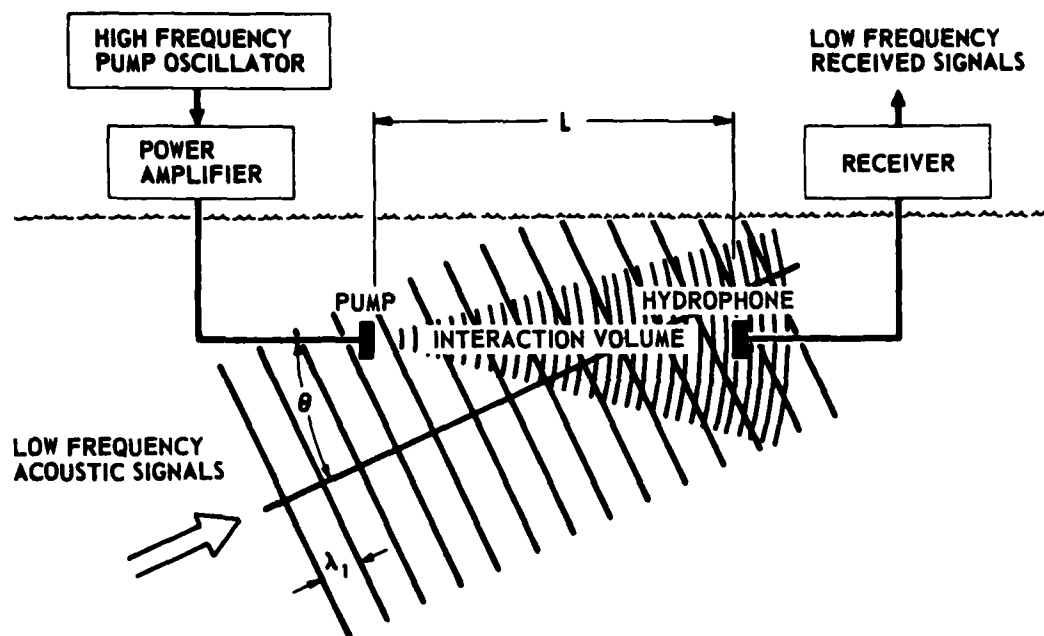 HIGH FREQUENCY
PUMP OSCILLATOR
POWER
AMPLIFIER
LOW FREQUENCY
RECEIVED SIGNALS
RECEIVER
L
PUMP
HYDROPHONE
INTERACTION VOLUME
θ
LOW FREQUENCY
ACOUSTIC SIGNALS
λ₁